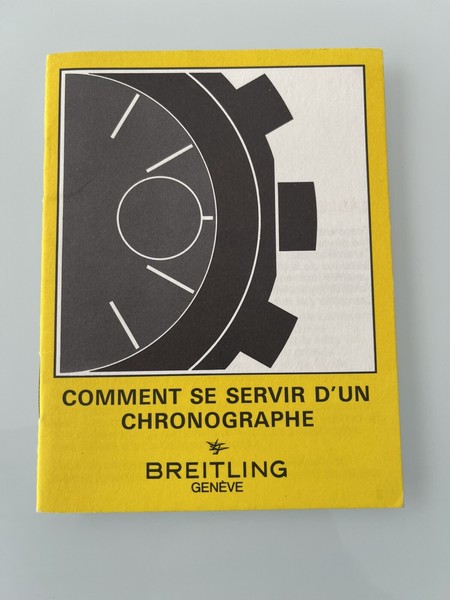 COMMENT SE SERVIR D'UN
CHRONOGRAPHE
BREITLING
GENÈVE